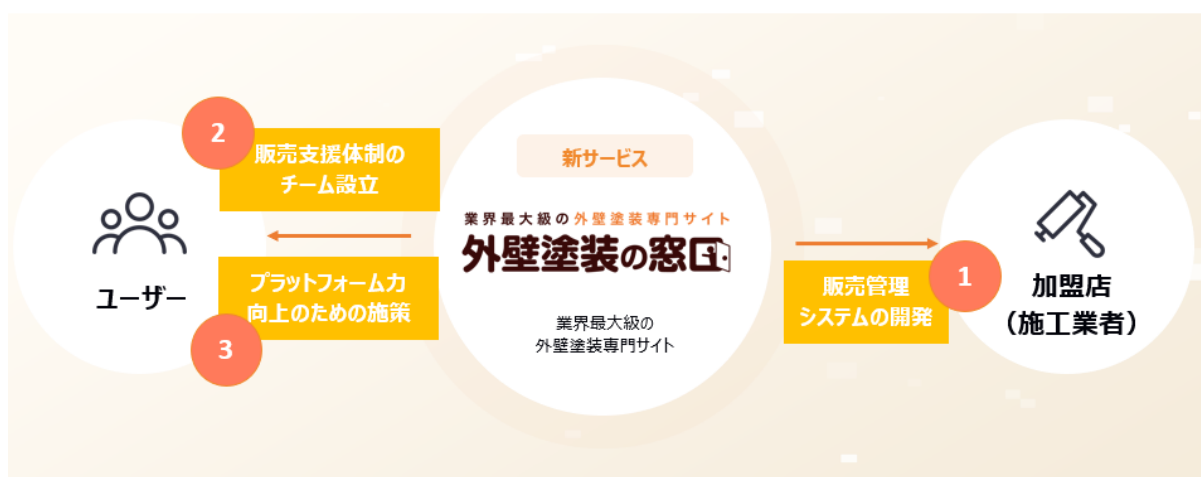 2
販売支援体制の
チーム設立
ユーザー
プラットフォーム力
向上のための施策
3
新サービス
業界最大級の外壁塗装専門サイト
外壁塗装の窓口
業界最大級の
外壁塗装専門サイト
販売管理
システムの開発
1
加盟店
（施工業者）